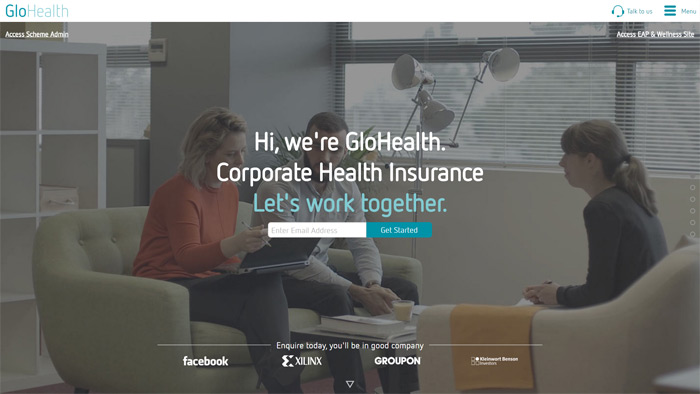 GloHealth
Talk to us
Menu
Access Scheme Admin
Access EAP & Wellness Site
Hi, we're GloHealth.
Corporate Health Insurance
Let's work together.
Enter Email Address
Get Started
Enquire today, you'll be in good company
facebook
XILINX
GROUPON
Kleinwort Benson
Investors